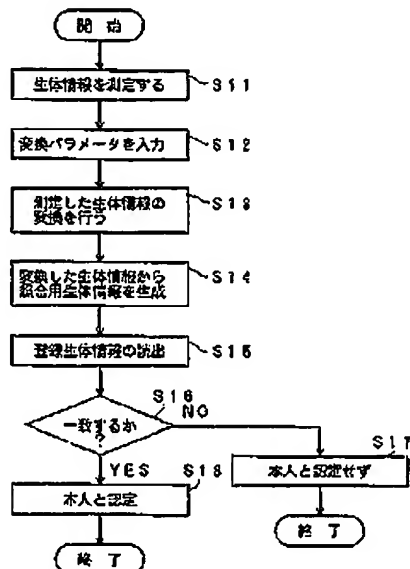 開 始
生体情報を測定する
S11
変換パラメータを入力
S12
測定した生体情報の
変換を行う
S13
変換した生体情報から
照合用生体情報を生成
S14
登録生体情報の読出
S15
一致するか
?
S16
NO
YES
S17
本人と認定せず
S18
本人と認定
終 了
終 了